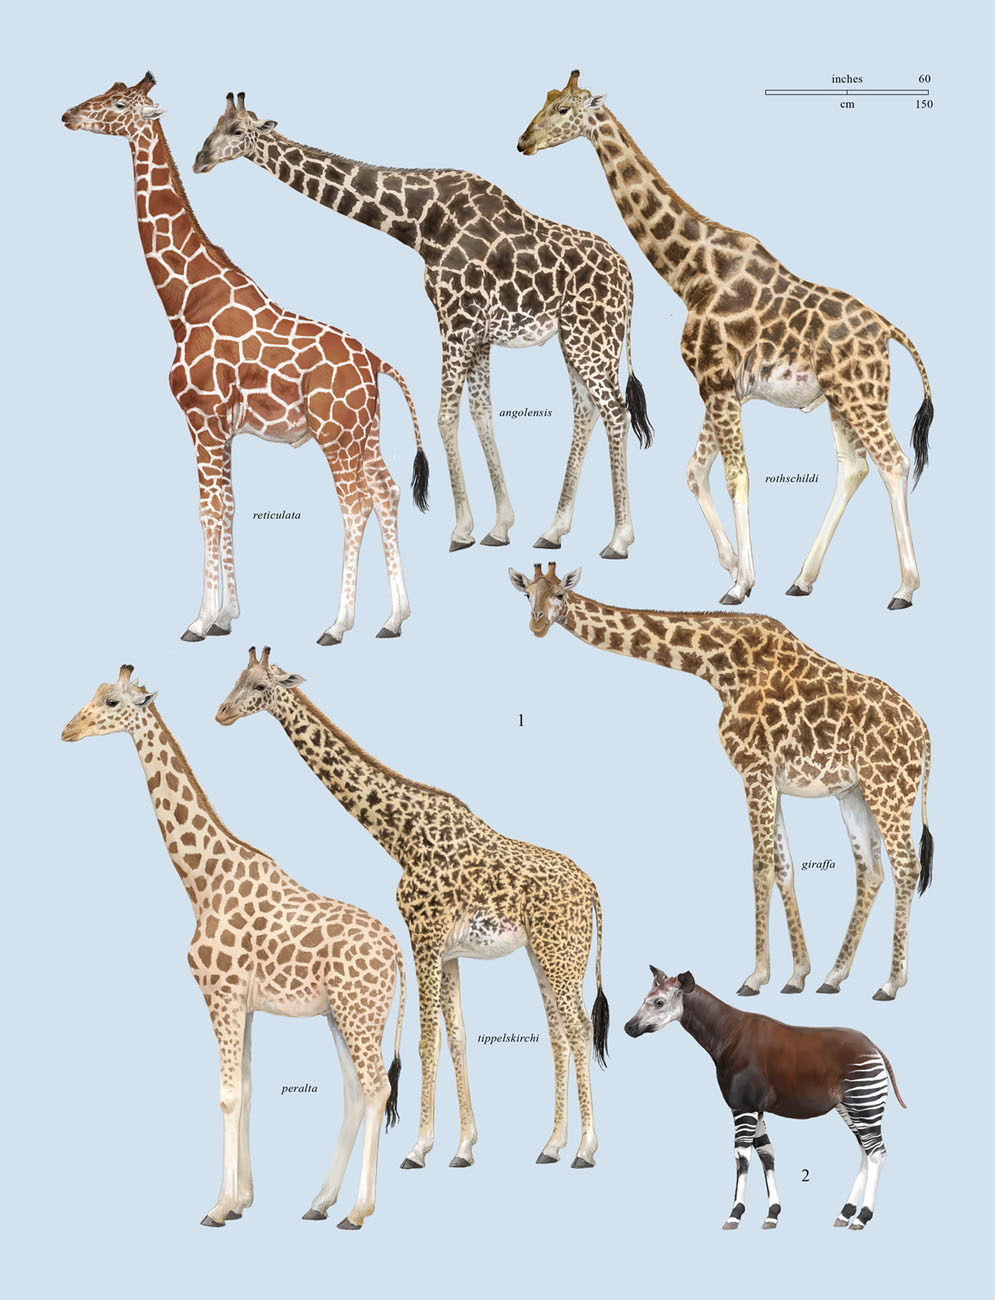 inches 60
cm 150
angolensis
rothschildi
reticulata
1
giraffa
tippelskirchi
peralta
2